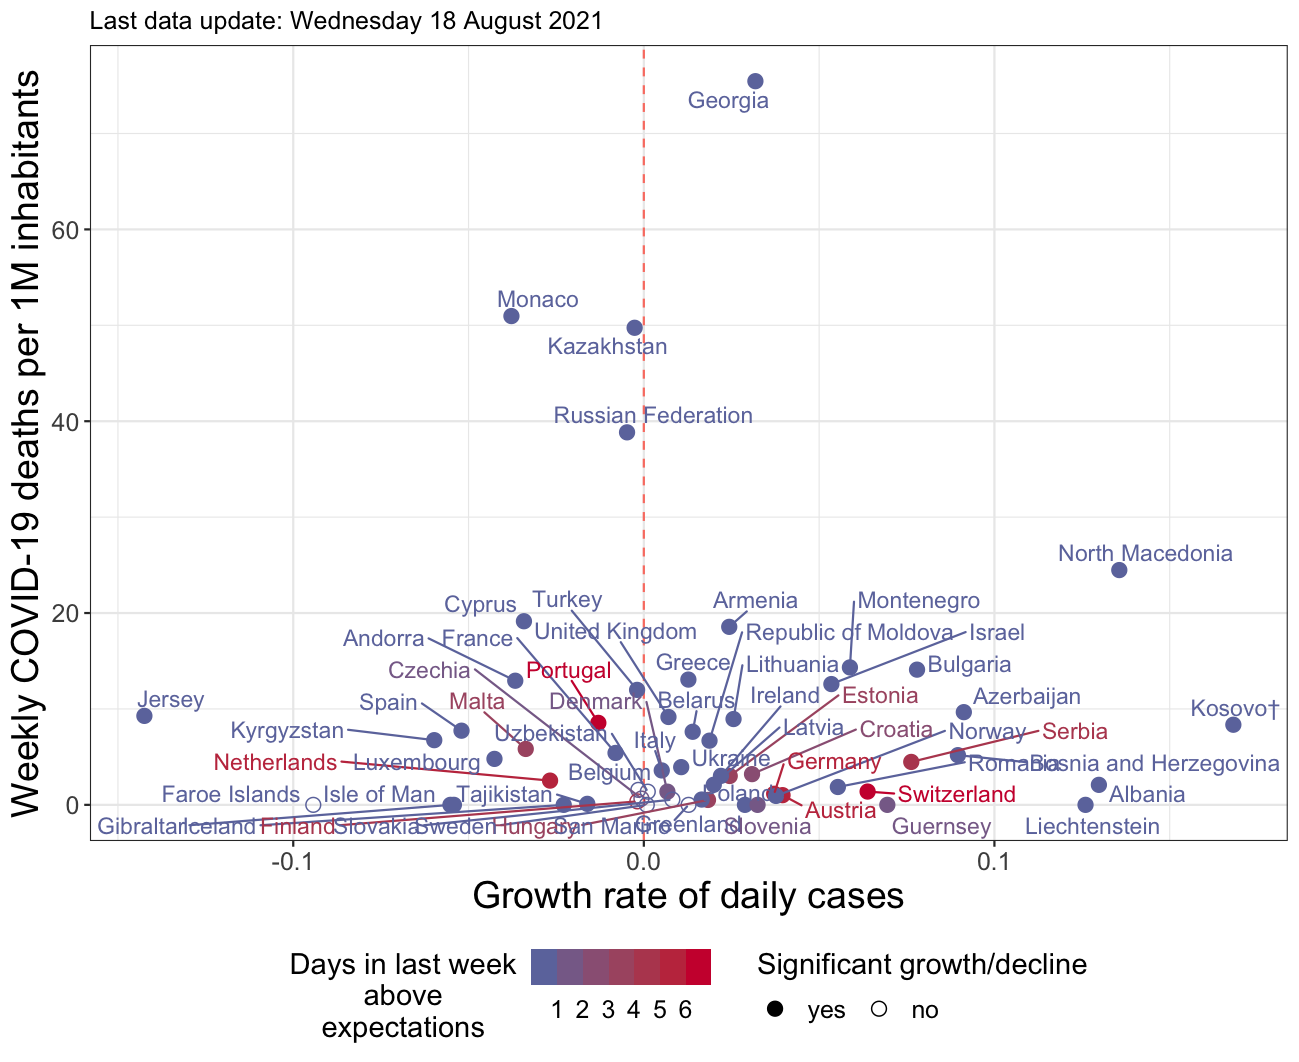 Last data update: Wednesday 18 August 2021
Weekly COVID-19 deaths per 1M inhabitants
Georgia
60
Monaco
Kazakhstan
Russian Federation
40
North Macedonia
20
Cyprus
Turkey
Armenia
Montenegro
Andorra
France
United Kingdom
Republic of Moldova
Israel
Czechia
Portugal
Greece
Lithuania
Bulgaria
Jersey
Spain
Malta
Denmark
Belarus
Ireland
Estonia
Azerbaijan
Kosovo†
Kyrgyzstan
Uzbekistan
Italy
Latvia
Croatia
Norway
Serbia
Netherlands
Luxembourg
Belgium
Ukraine
Germany
Romania
Bosnia and Herzegovina
Faroe Islands
Isle of Man
Tajikistan
Poland
Austria
Switzerland
Albania
0
Gibraltar
Iceland
Finland
Slovakia
Sweden
Hungary
San Marino
Greenland
Slovenia
Guernsey
Liechtenstein
-0.1
0.0
0.1
Growth rate of daily cases
Days in last week
above
expectations
1 2 3 4 5 6
Significant growth/decline
yes
no